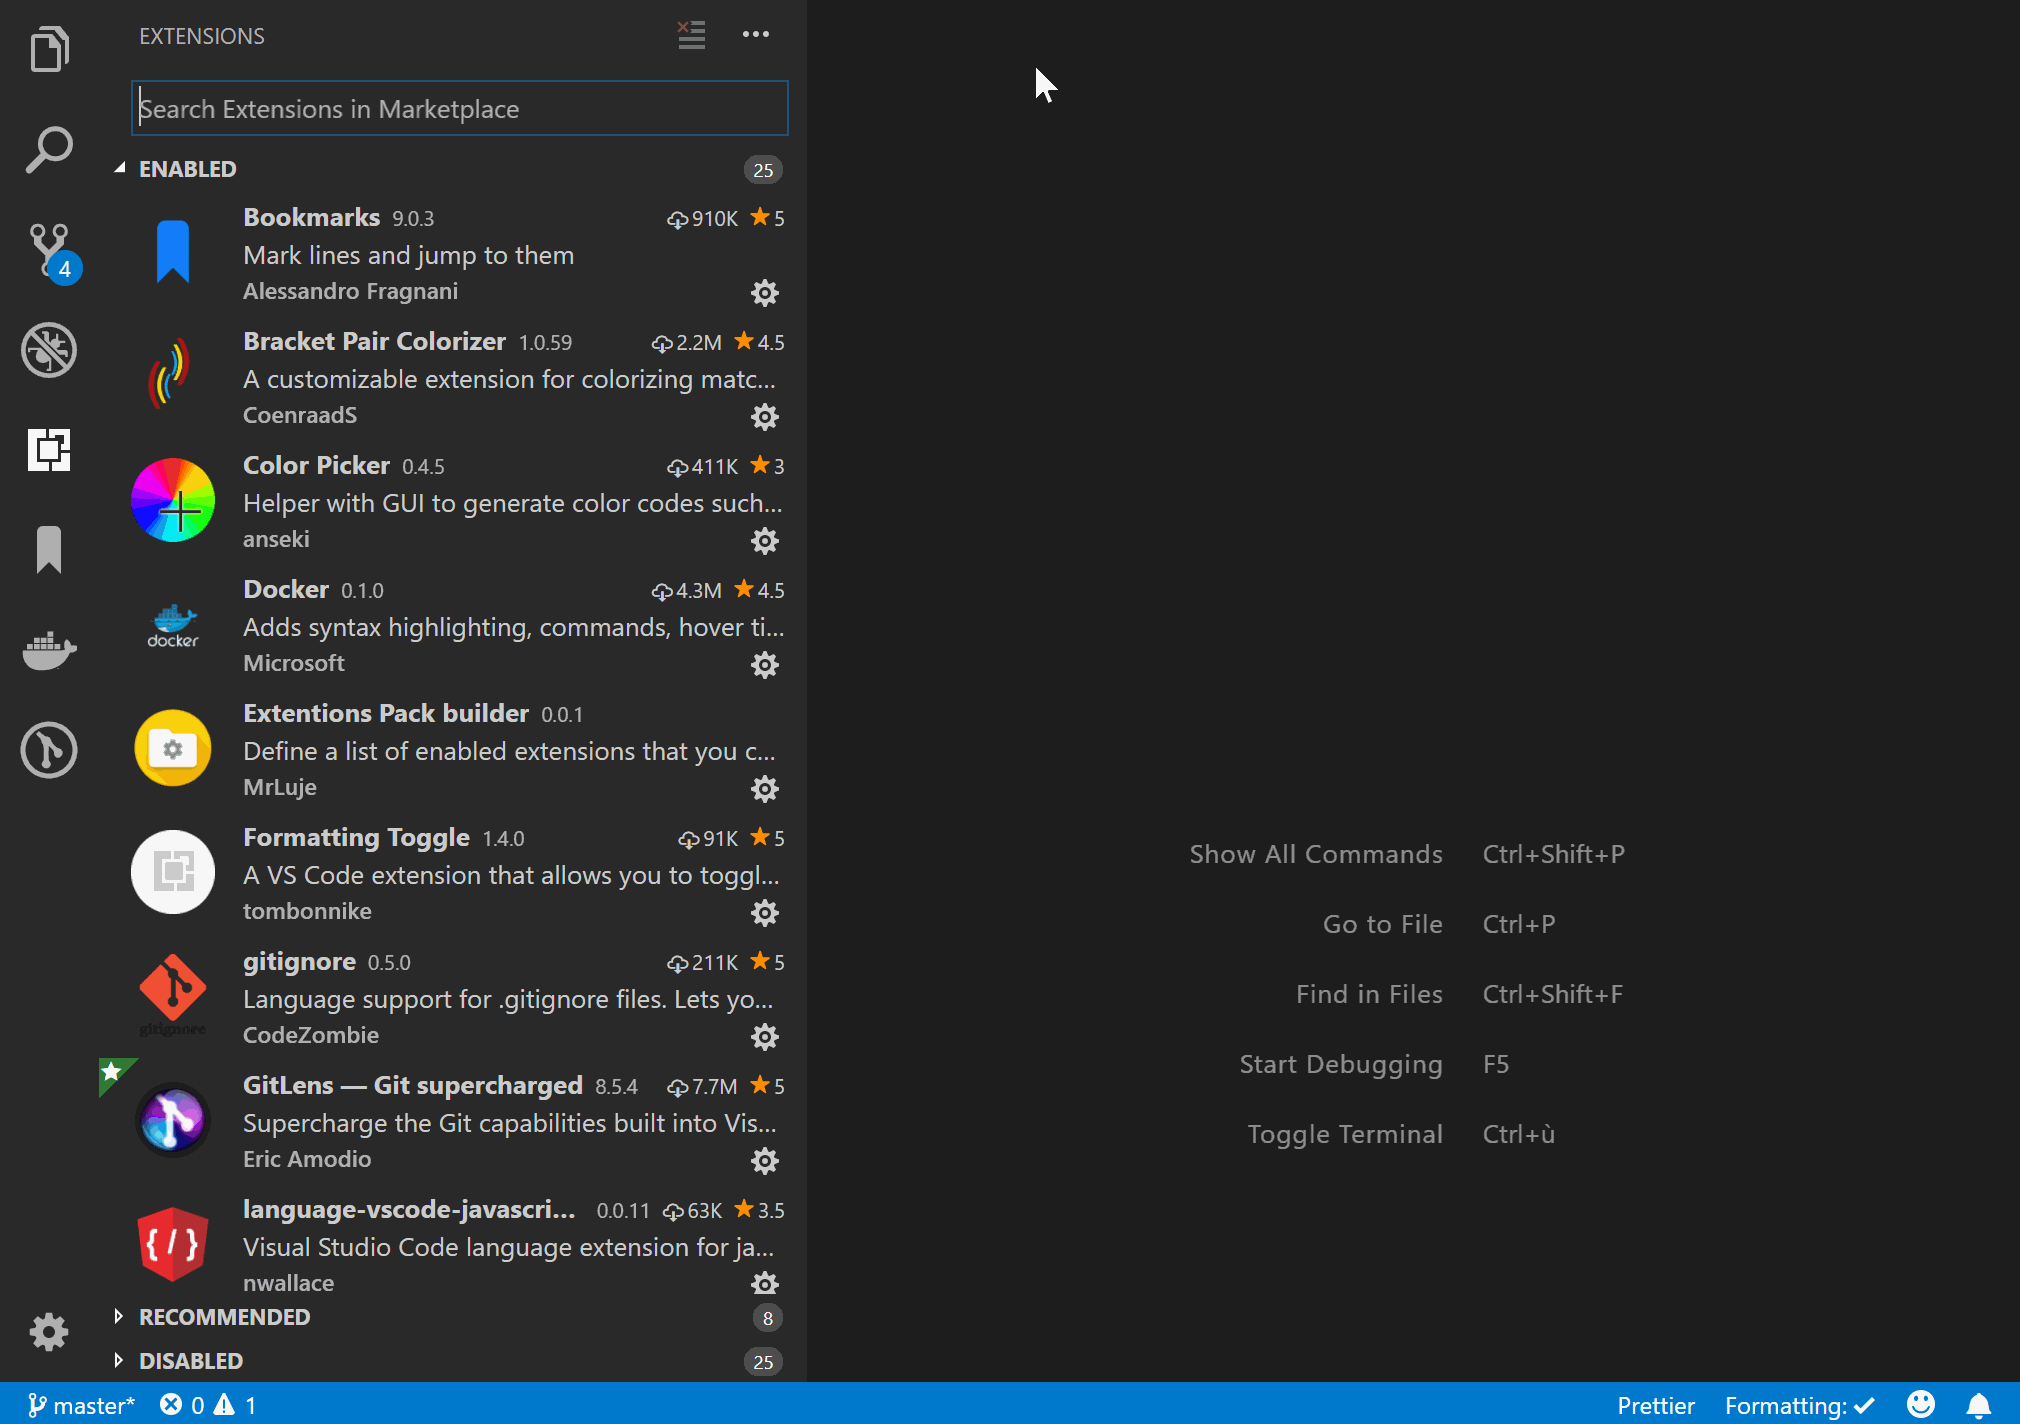 EXTENSIONS
Search Extensions in Marketplace
ENABLED 25
Bookmarks 9.0.3 910K 5
Mark lines and jump to them
Alessandro Fragnani
Bracket Pair Colorizer 1.0.59 2.2M 4.5
A customizable extension for colorizing matc...
CoenraadS
Color Picker 0.4.5 411K 3
Helper with GUI to generate color codes such...
anseki
docker
Docker 0.1.0 4.3M 4.5
Adds syntax highlighting, commands, hover ti...
Microsoft
Extentions Pack builder 0.0.1
Define a list of enabled extensions that you c...
MrLuje
Formatting Toggle 1.4.0 91K 5
A VS Code extension that allows you to toggl...
tombonnike
gitignore
gitignore 0.5.0 211K 5
Language support for .gitignore files. Lets yo...
CodeZombie
GitLens — Git supercharged 8.5.4 7.7M 5
Supercharge the Git capabilities built into Vis...
Eric Amodio
{/}
language-vscode-javascri... 0.0.11 63K 3.5
Visual Studio Code language extension for ja...
nwallace
RECOMMENDED 8
DISABLED 25
4
Show All Commands Ctrl+Shift+P
Go to File Ctrl+P
Find in Files Ctrl+Shift+F
Start Debugging F5
Toggle Terminal Ctrl+ù
master* 0 1
Prettier Formatting: